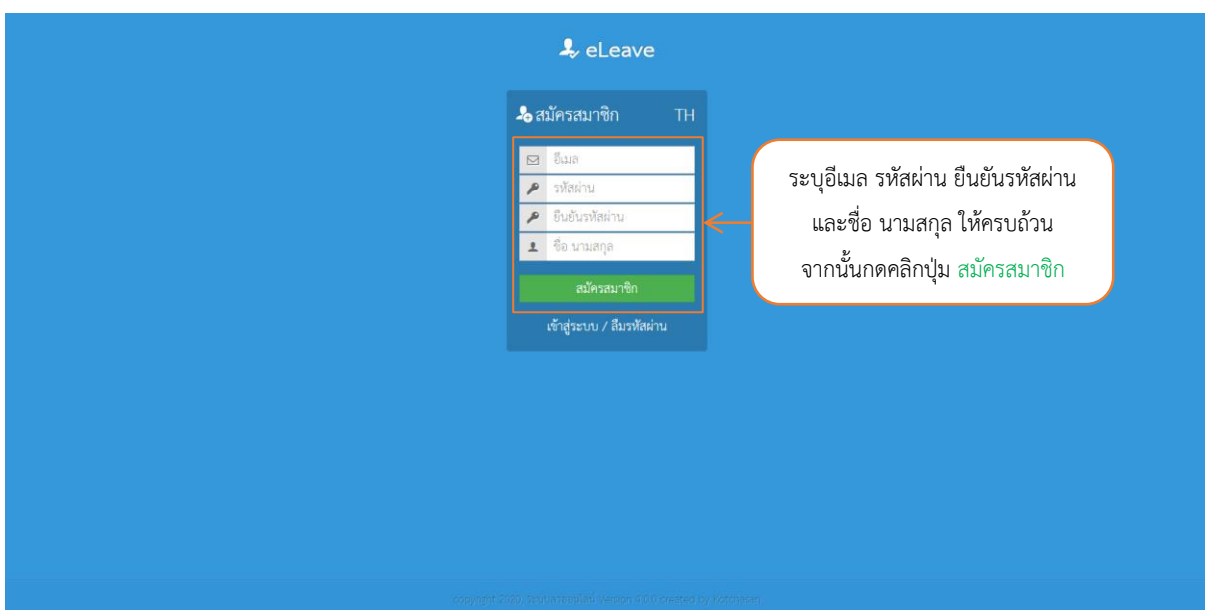 eLeave
สมัครสมาชิก TH
อีเมล
รหัสผ่าน
ยืนยันรหัสผ่าน
ชื่อ นามสกุล
สมัครสมาชิก
เข้าสู่ระบบ / ลืมรหัสผ่าน
ระบุอีเมล รหัสผ่าน ยืนยันรหัสผ่าน
และชื่อ นามสกุล ให้ครบถ้วน
จากนั้นกดคลิกปุ่ม สมัครสมาชิก
copyright 2020, created by Kotchasan